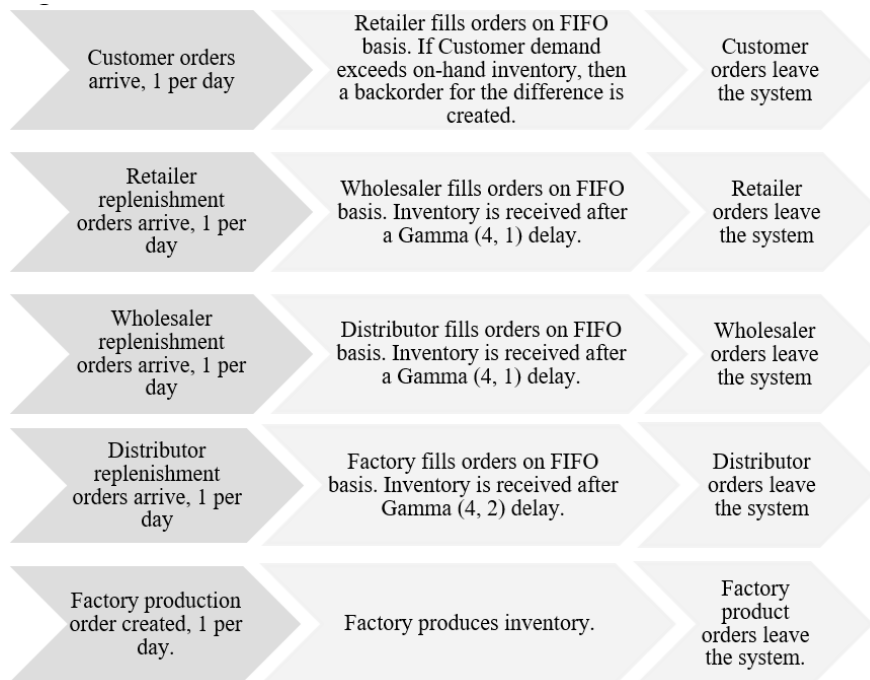 Customer orders
arrive, 1 per day
Retailer fills orders on FIFO
basis. If Customer demand
exceeds on-hand inventory, then
a backorder for the difference is
created.
Customer
orders leave
the system
Retailer
replenishment
orders arrive, 1 per
day
Wholesaler fills orders on FIFO
basis. Inventory is received after
a Gamma (4, 1) delay.
Retailer
orders leave
the system
Wholesaler
replenishment
orders arrive, 1 per
day
Distributor fills orders on FIFO
basis. Inventory is received after
a Gamma (4, 1) delay.
Wholesaler
orders leave
the system
Distributor
replenishment
orders arrive, 1 per
day
Factory fills orders on FIFO
basis. Inventory is received after
Gamma (4, 2) delay.
Distributor
orders leave
the system
Factory production
order created, 1 per
day.
Factory produces inventory.
Factory
product
orders leave
the system.